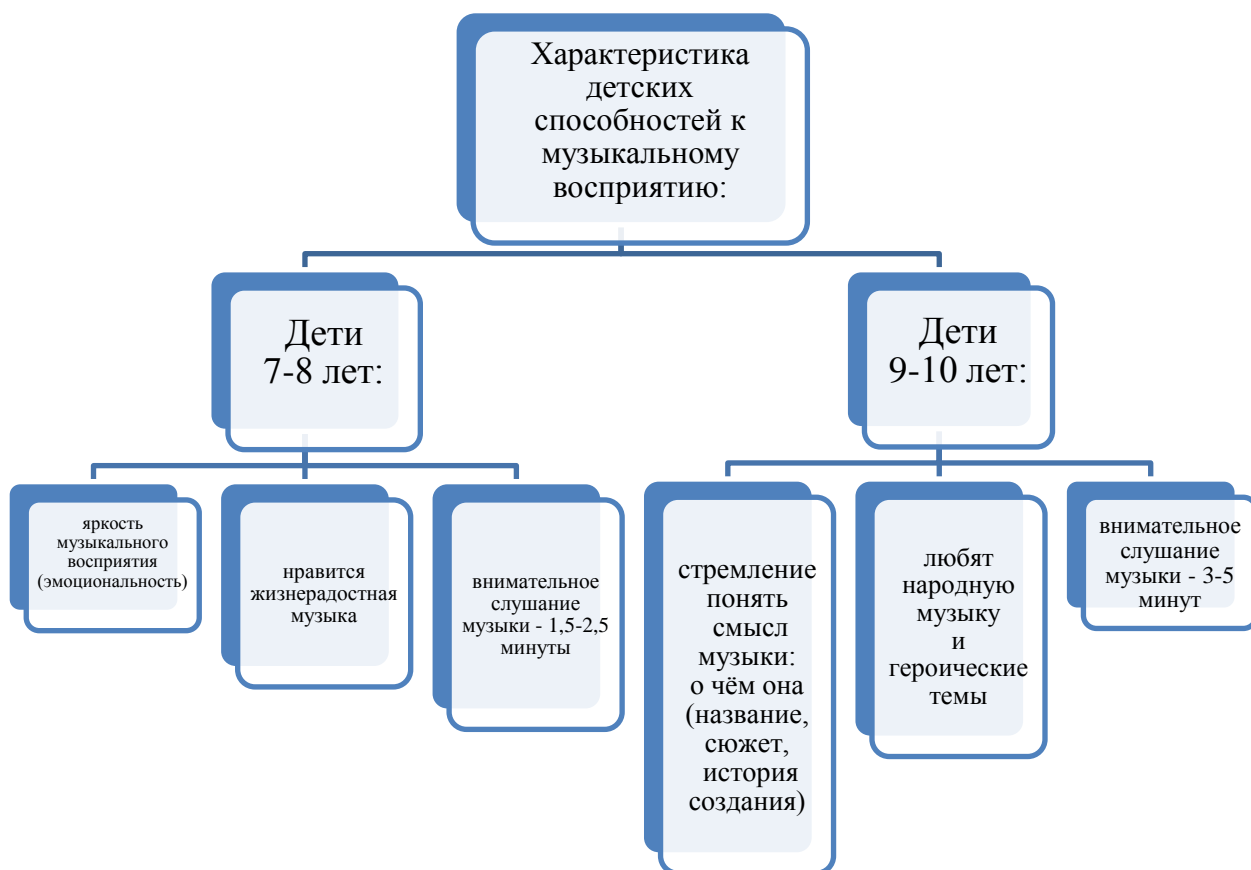 Характеристика
детских
способностей к
музыкальному
восприятию:
Дети
7-8 лет:
Дети
9-10 лет:
яркость
музыкального
восприятия
(эмоциональность)
нравится
жизнерадостная
музыка
внимательное
слушание
музыки - 1,5-2,5
минуты
стремление
понять
смысл
музыки:
о чём она
(название,
сюжет,
история
создания)
любят
народную
музыку
и
героические
темы
внимательное
слушание
музыки - 3-5
минут